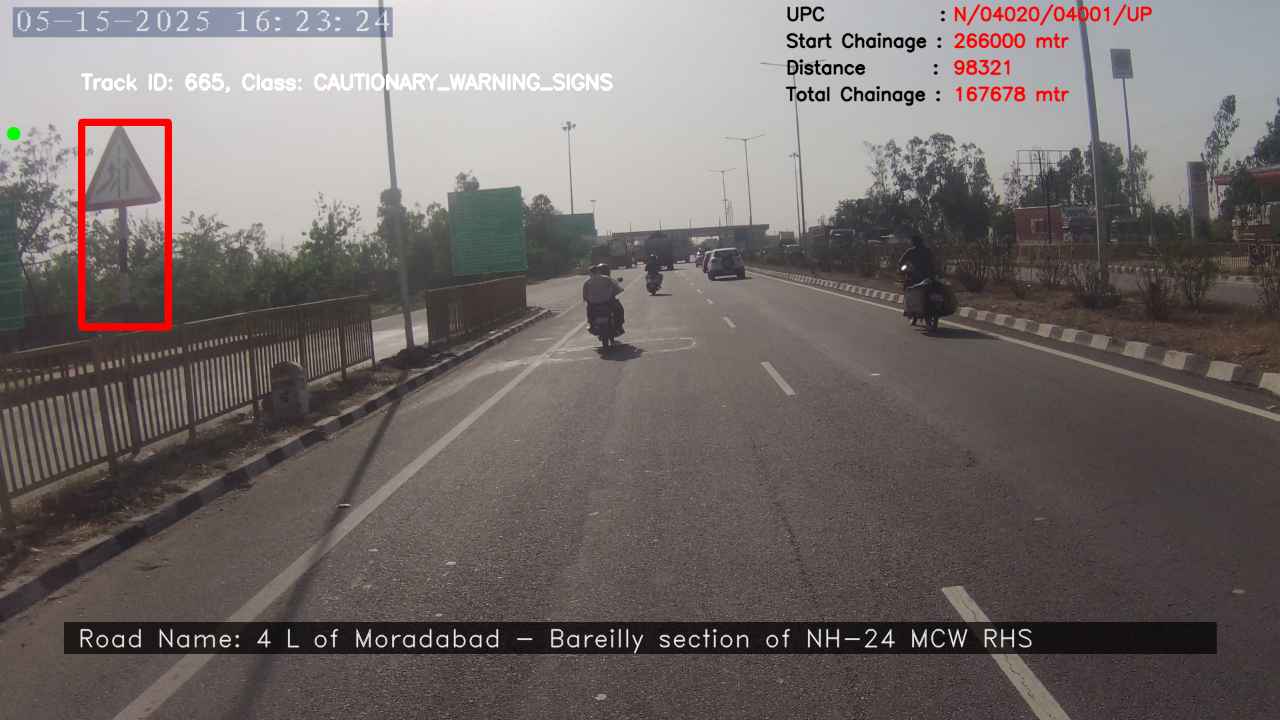 05-15-2025 16:23:24
UPC : N/04020/04001/UP
Start Chainage : 266000 mtr
Distance : 98321
Total Chainage : 167678 mtr
Track ID: 665, Class: CAUTIONARY_WARNING_SIGNS
Road Name: 4 L of Moradabad - Bareilly section of NH-24 MCW RHS